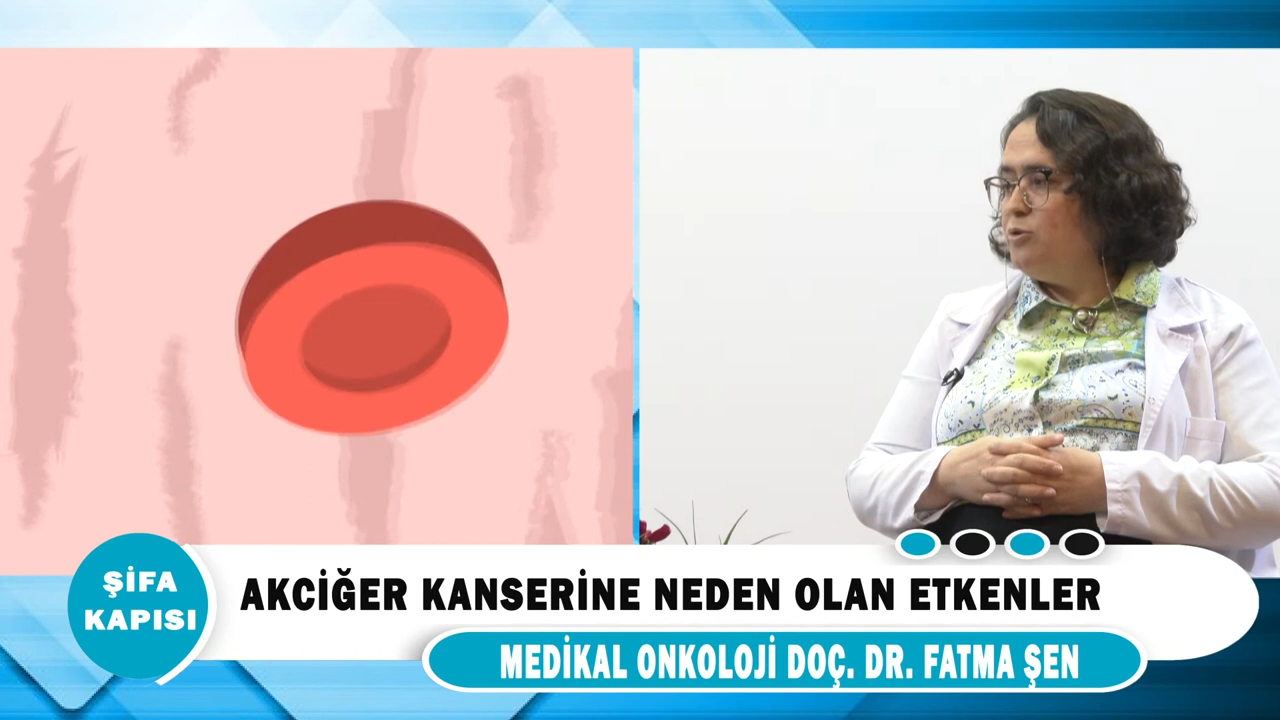 ŞİFA
KAPISI
AKCİĞER KANSERİNE NEDEN OLAN ETKENLER
MEDİKAL ONKOLOJİ DOÇ. DR. FATMA ŞEN